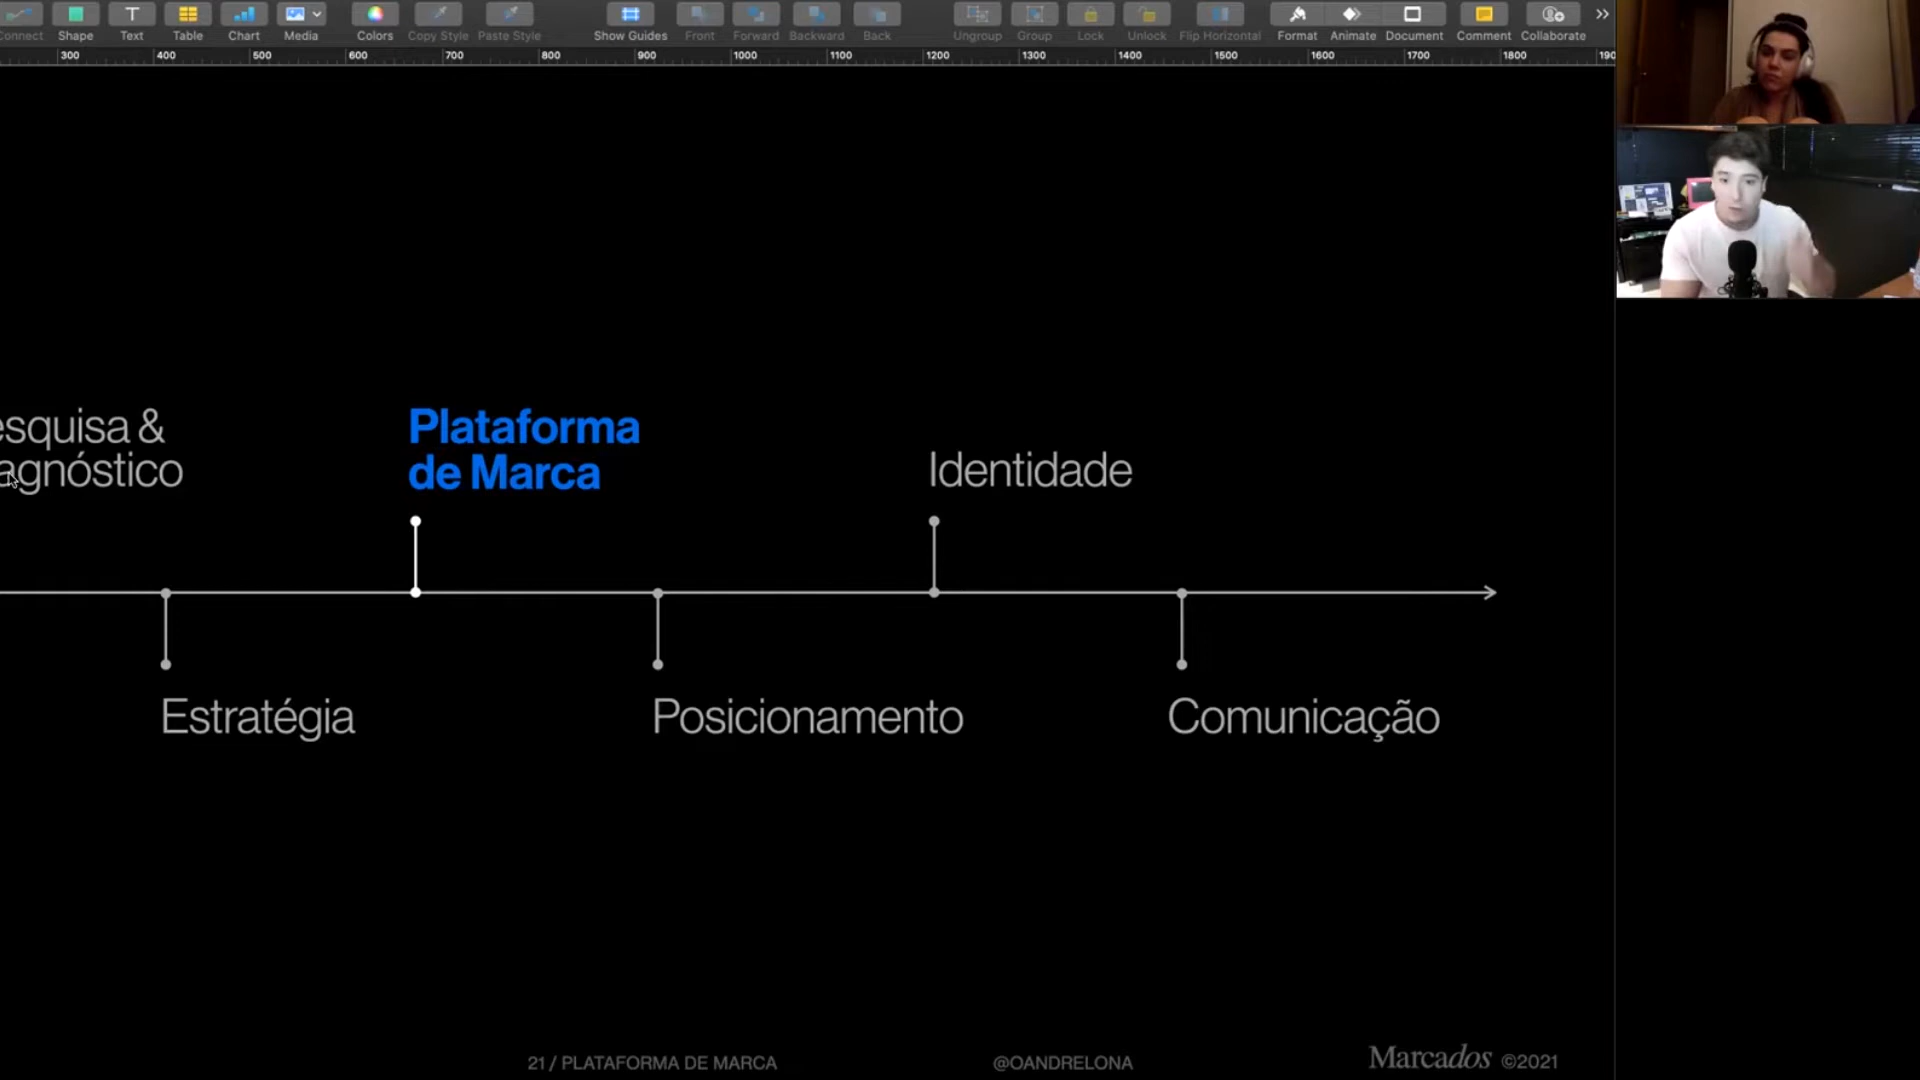 onnect Shape Text Table Chart Media Colors Copy Style Paste Style Show Guides Front Forward Backward Back Ungroup Group Lock Unlock Flip Horizontal Format Animate Document Comment Collaborate
300 400 500 600 700 800 900 1000 1100 1200 1300 1400 1500 1600 1700 1800 190
esquisa &
agnóstico
Plataforma
de Marca
Identidade
Estratégia
Posicionamento
Comunicação
21 / PLATAFORMA DE MARCA
@OANDRELONA
Marcados ©2021